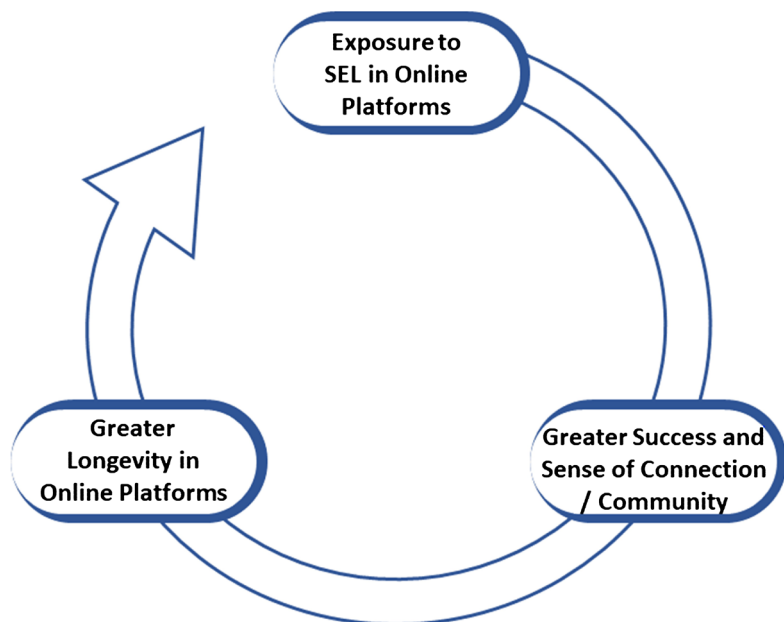 Exposure to
SEL in Online
Platforms
Greater Success and
Sense of Connection
/ Community
Greater
Longevity in
Online Platforms